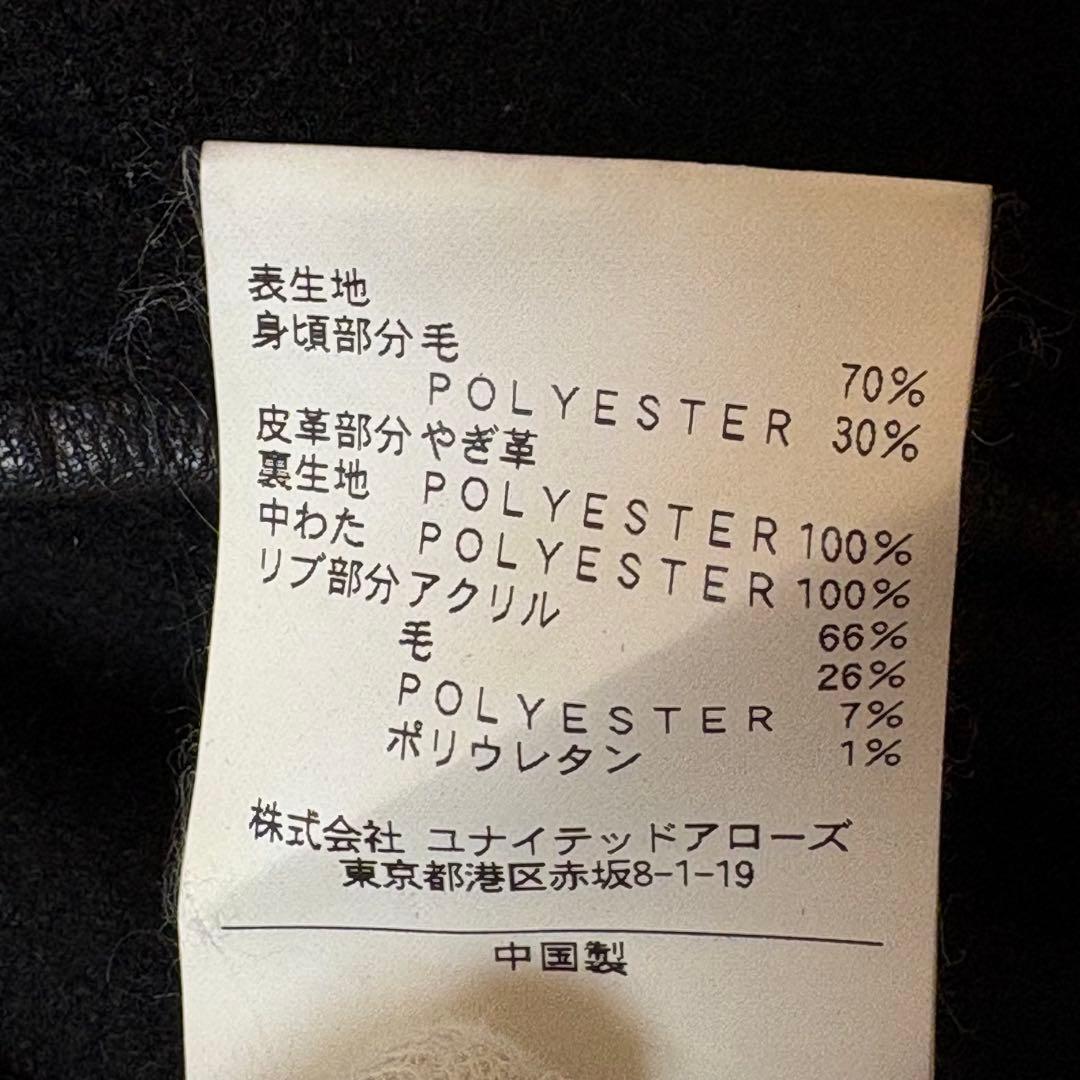 表生地
身頃部分 毛 70%
POLYESTER 30%
皮革部分 やぎ革
裏生地 POLYESTER 100%
中わた POLYESTER 100%
リブ部分 アクリル 66%
毛 26%
POLYESTER 7%
ポリウレタン 1%
株式会社 ユナイテッドアローズ
東京都港区赤坂8-1-19
中国製